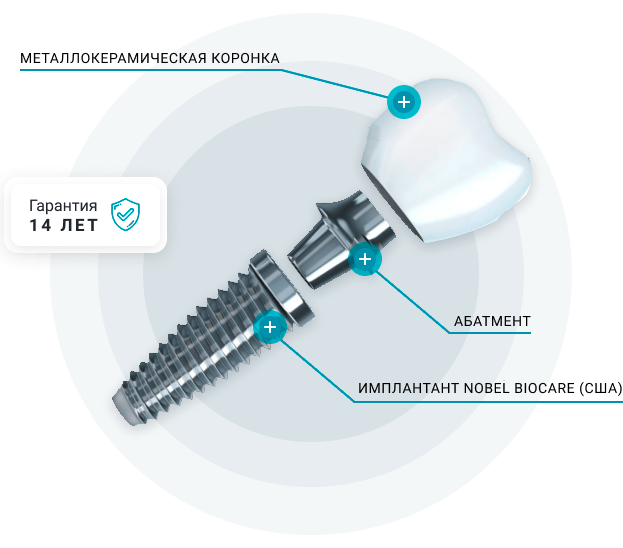 МЕТАЛЛОКЕРАМИЧЕСКАЯ КОРОНКА
Гарантия
14 ЛЕТ
АБАТМЕНТ
ИМПЛАНТАНТ NOBEL BIOCARE (США)